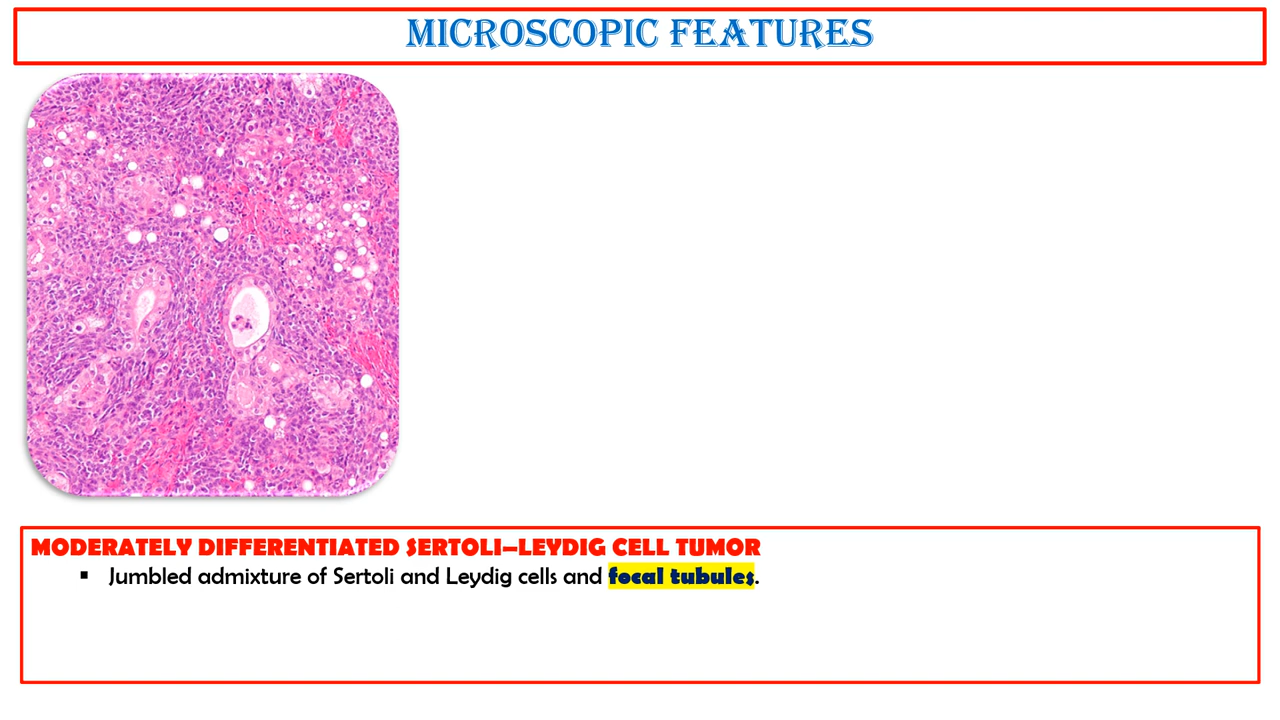 MICROSCOPIC FEATURES
MODERATELY DIFFERENTIATED SERTOLI–LEYDIG CELL TUMOR
▪ Jumbled admixture of Sertoli and Leydig cells and focal tubules.